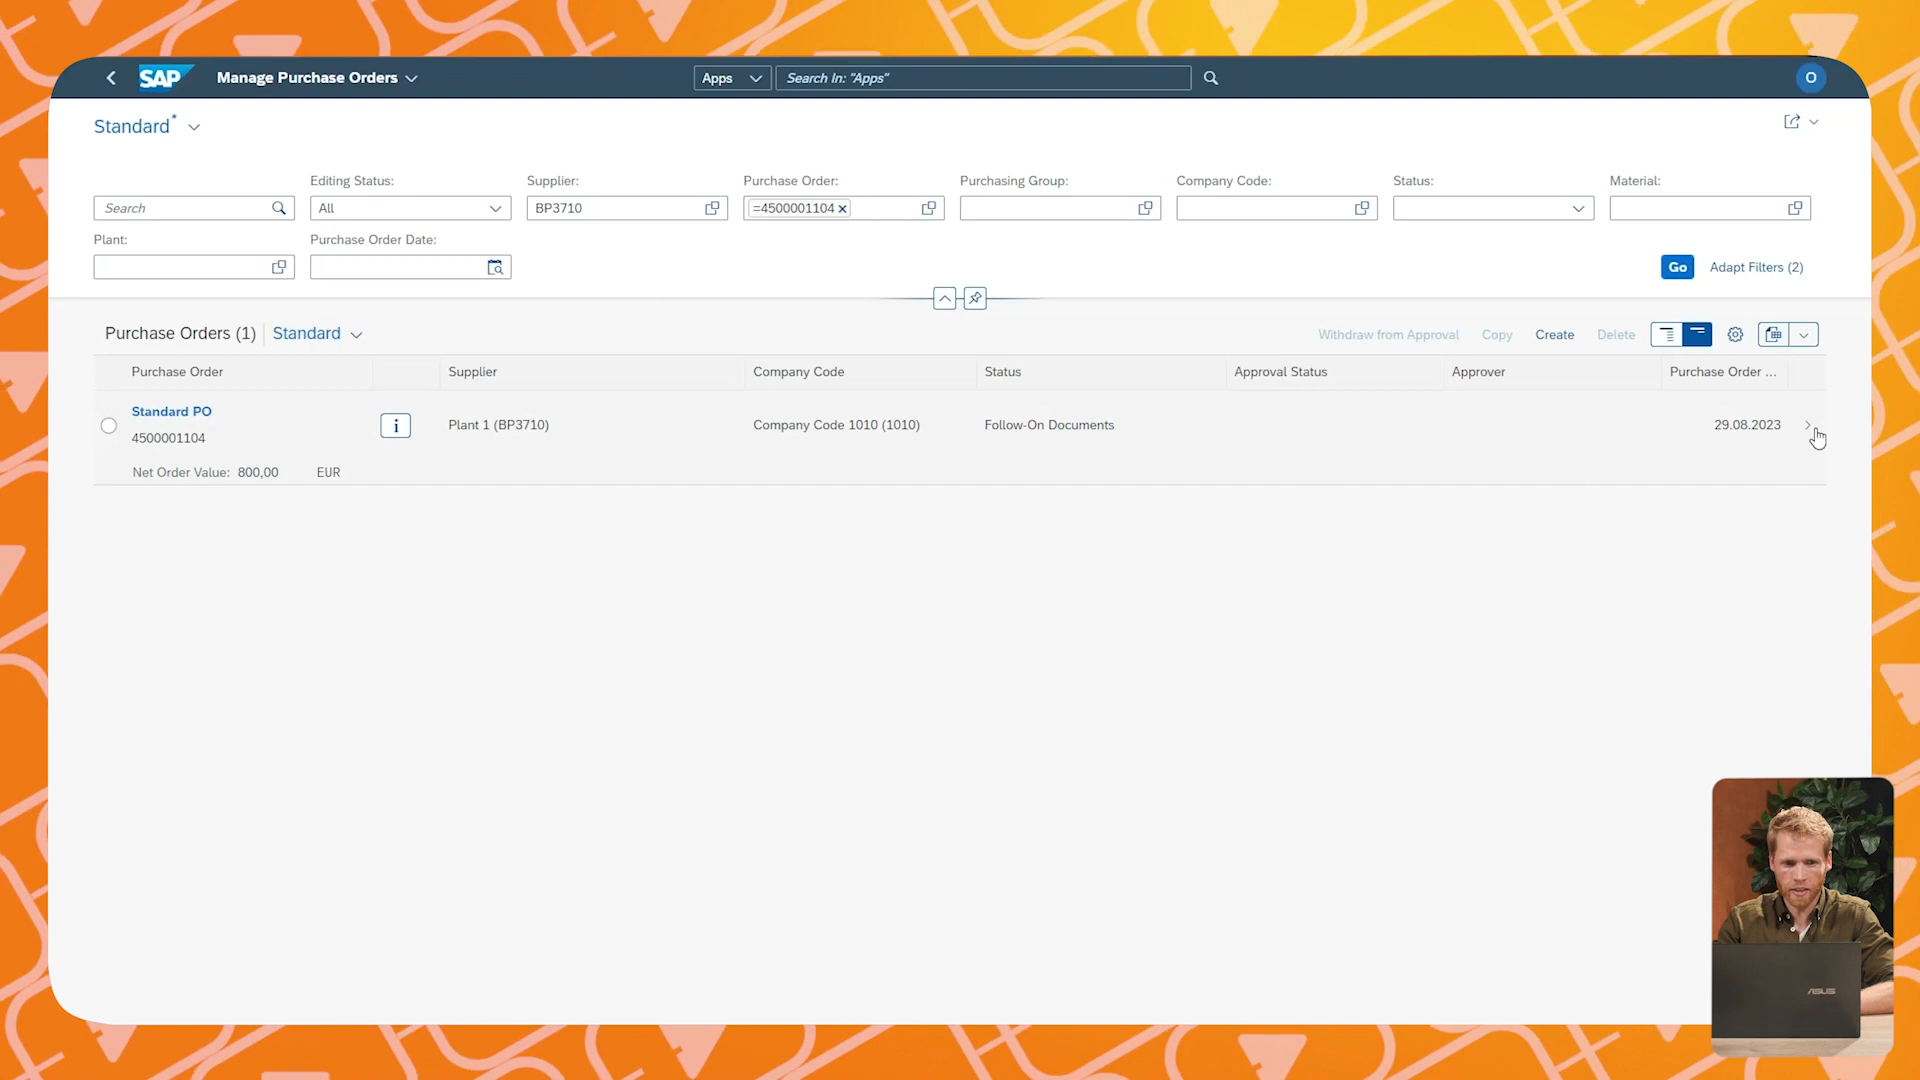 SAP Manage Purchase Orders Apps Search In: "Apps" O
Standard*
Editing Status: Supplier: Purchase Order: Purchasing Group: Company Code: Status: Material:
Search All BP3710 =4500001104
Plant: Purchase Order Date:
Go Adapt Filters (2)
Purchase Orders (1) Standard Withdraw from Approval Copy Create Delete
Purchase Order Supplier Company Code Status Approval Status Approver Purchase Order ...
Standard PO
4500001104
i Plant 1 (BP3710) Company Code 1010 (1010) Follow-On Documents 29.08.2023
Net Order Value: 800,00 EUR
ASUS